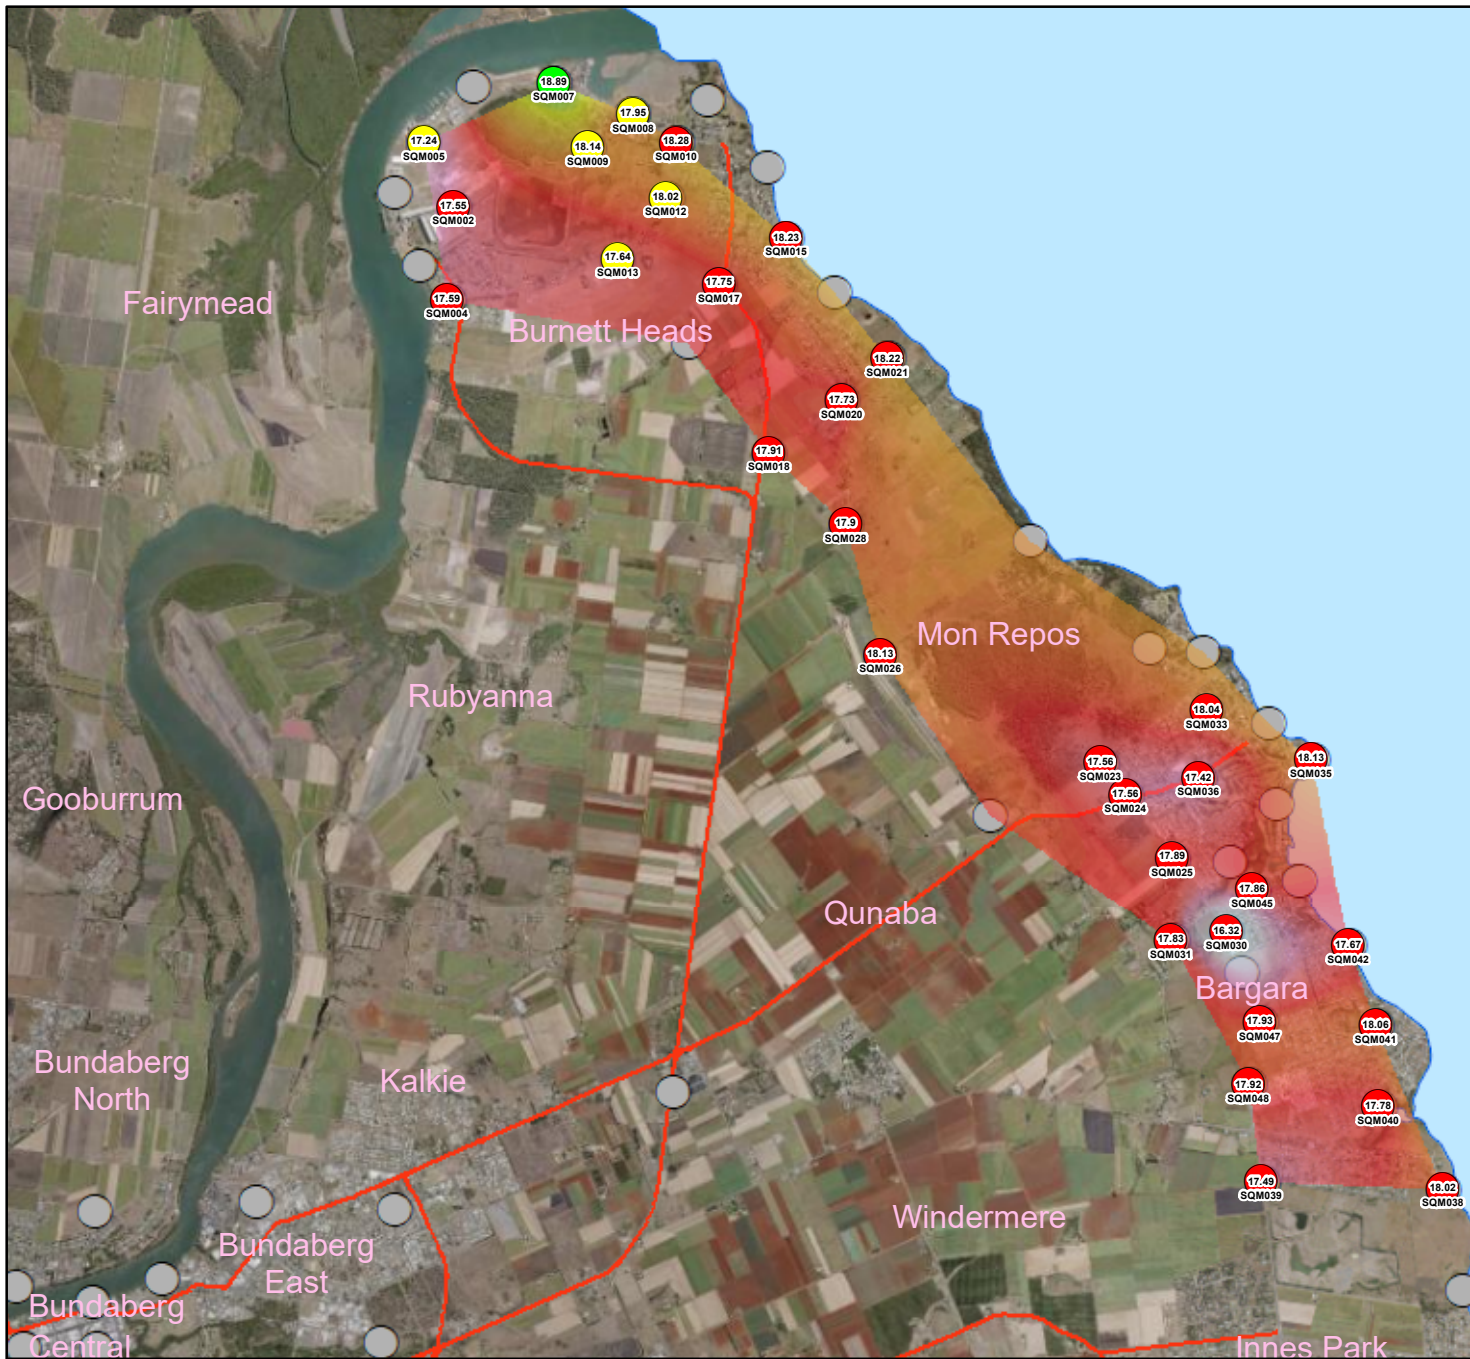 18.89
SQM007
17.95
SQM008
17.24
SQM005
18.14
SQM009
18.28
SQM010
17.55
SQM002
18.02
SQM012
18.23
SQM015
17.64
SQM013
17.75
SQM017
17.59
SQM004
Fairymead
Burnett Heads
18.22
SQM021
17.73
SQM020
17.91
SQM018
17.9
SQM028
Mon Repos
18.13
SQM026
Rubyanna
18.04
SQM033
18.13
SQM035
17.56
SQM023
17.56
SQM024
17.42
SQM036
Gooburrum
17.89
SQM025
17.86
SQM045
Qunaba
16.32
SQM030
17.83
SQM031
17.67
SQM042
Bargara
17.93
SQM047
18.06
SQM041
Bundaberg
North
Kalkie
17.92
SQM048
17.78
SQM040
17.49
SQM039
18.02
SQM038
Windermere
Bundaberg
East
Bundaberg
Central
Innes Park